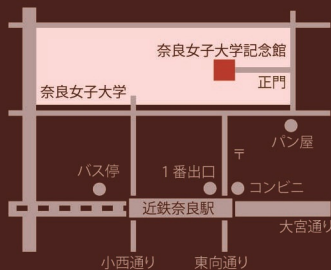 奈良女子大学記念館
正門
奈良女子大学
〒
パン屋
バス停
1番出口
コンビニ
近鉄奈良駅
大宮通り
小西通り
東向通り